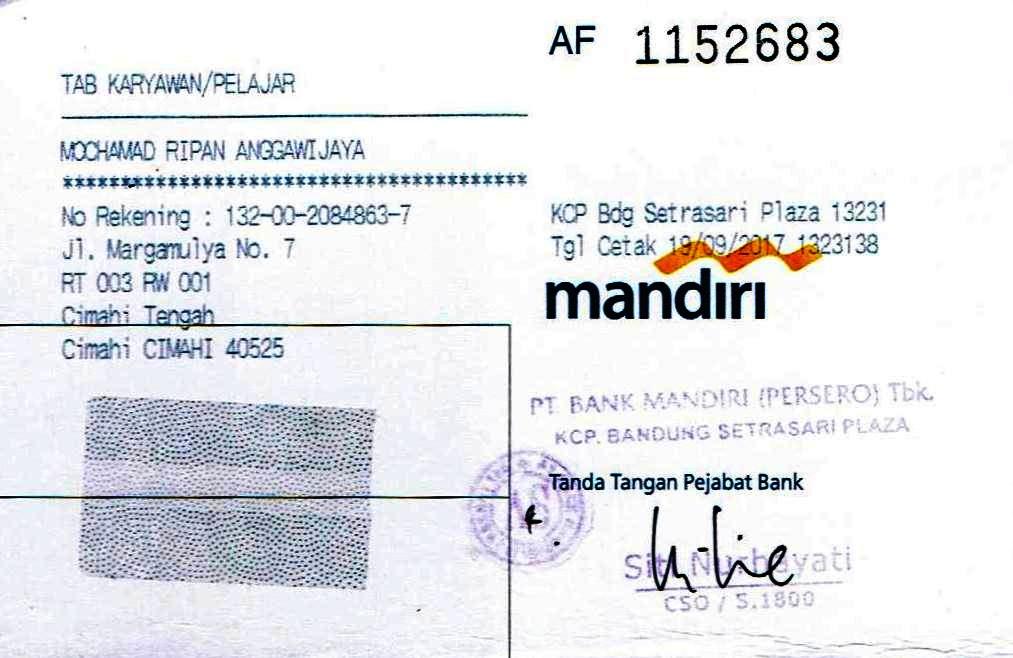 AF 1152683
TAB KARYAWAN/PELAJAR
MOCHAMAD RIPAN ANGGAWIJAYA
****************************************
No Rekening : 132-00-2084863-7
Jl. Margamulya No. 7
RT 003 RW 001
Cimahi Tengah
Cimahi CIMAHI 40525
KCP Bdg Setrasari Plaza 13231
Tgl Cetak 19/09/2017 1323138
mandiri
PT. BANK MANDIRI (PERSERO) Tbk.
KCP. BANDUNG SETRASARI PLAZA
Tanda Tangan Pejabat Bank
Siti Nurhayati
CSO / S.1800